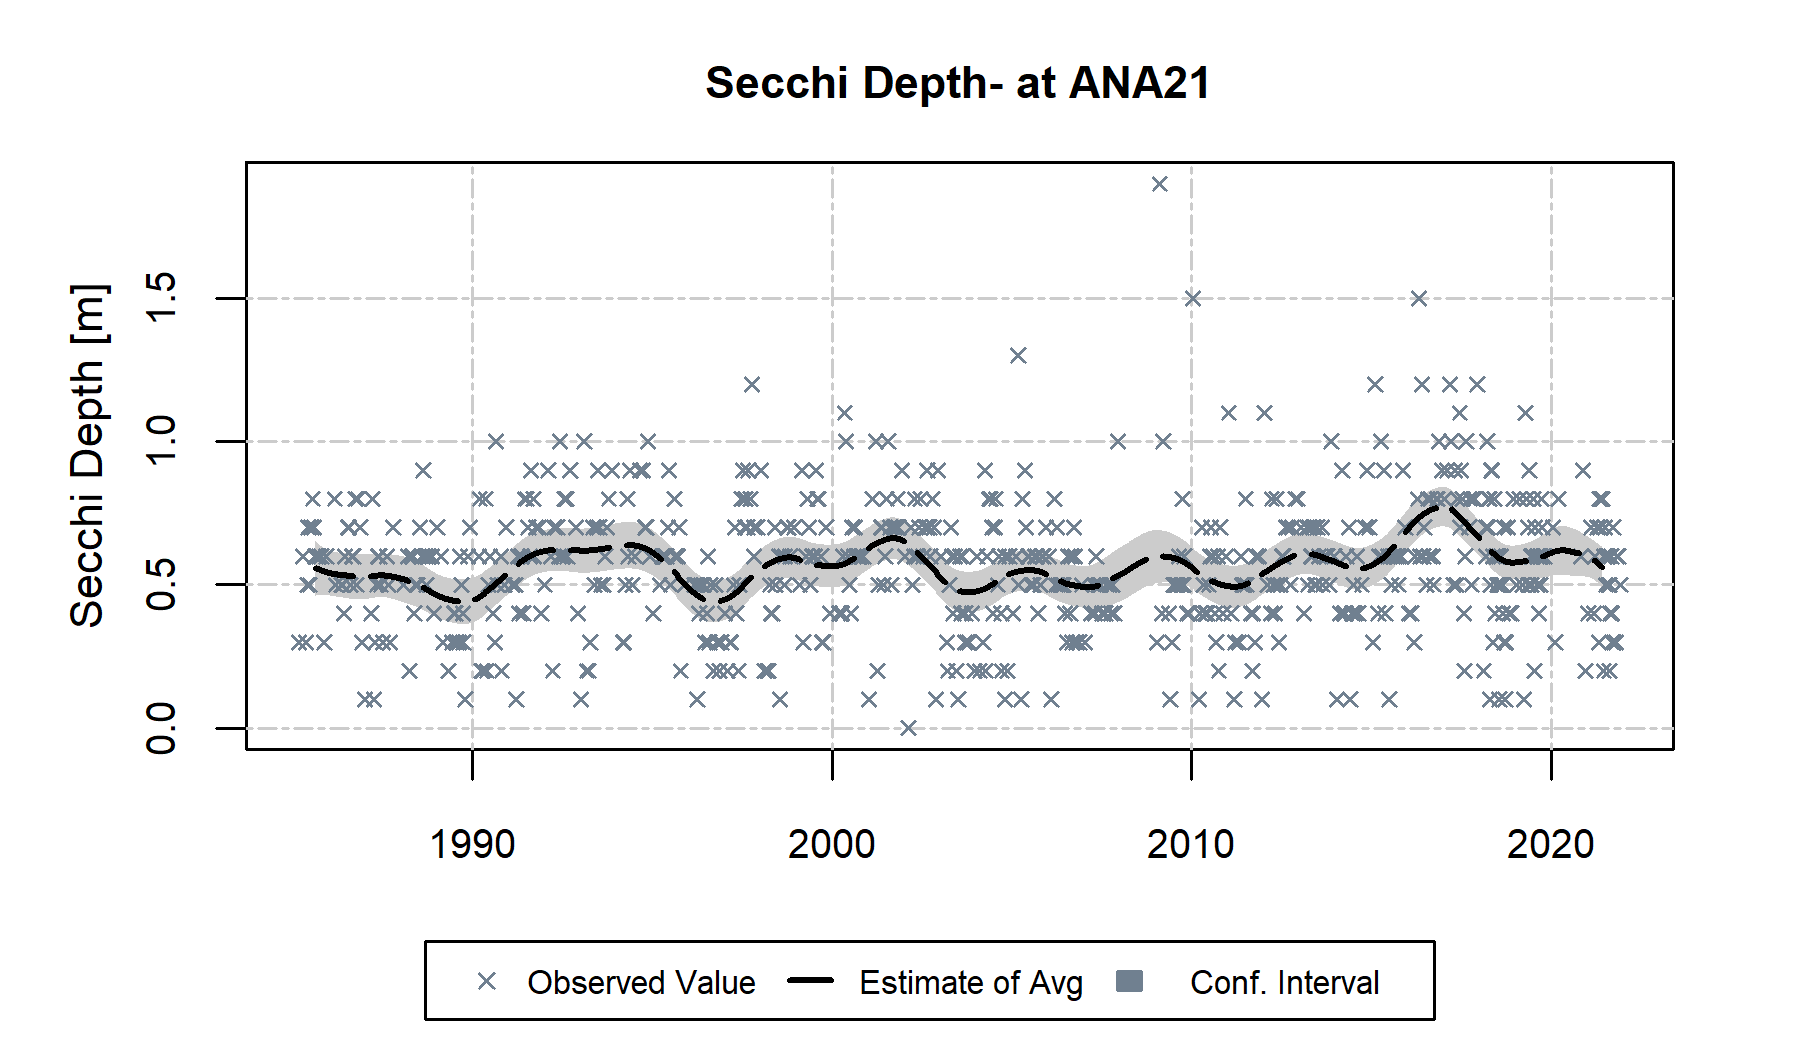 Secchi Depth- at ANA21
Secchi Depth [m]
1.5
1.0
0.5
0.0
1990 2000 2010 2020
Observed Value Estimate of Avg Conf. Interval